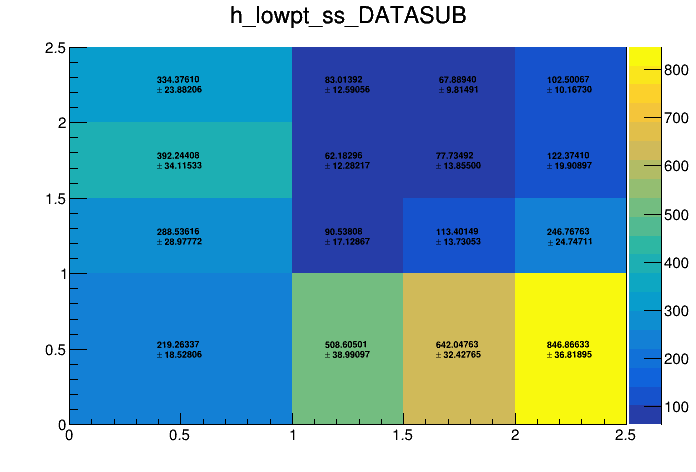 h_lowpt_ss_DATASUB
2.5
334.37610 83.01392 67.88940 102.50067
± 23.88206 ± 12.59056 ± 9.81491 ± 10.16730
2
392.24408 62.18296 77.73492 122.37410
± 34.11533 ± 12.28217 ± 13.85500 ± 19.90897
1.5
288.53616 90.53808 113.40149 246.76763
± 28.97772 ± 17.12867 ± 13.73053 ± 24.74711
1
219.26337 508.60501 642.04763 846.86633
± 18.52806 ± 38.99097 ± 32.42765 ± 36.81895
0.5
0
0 0.5 1 1.5 2 2.5
800
700
600
500
400
300
200
100